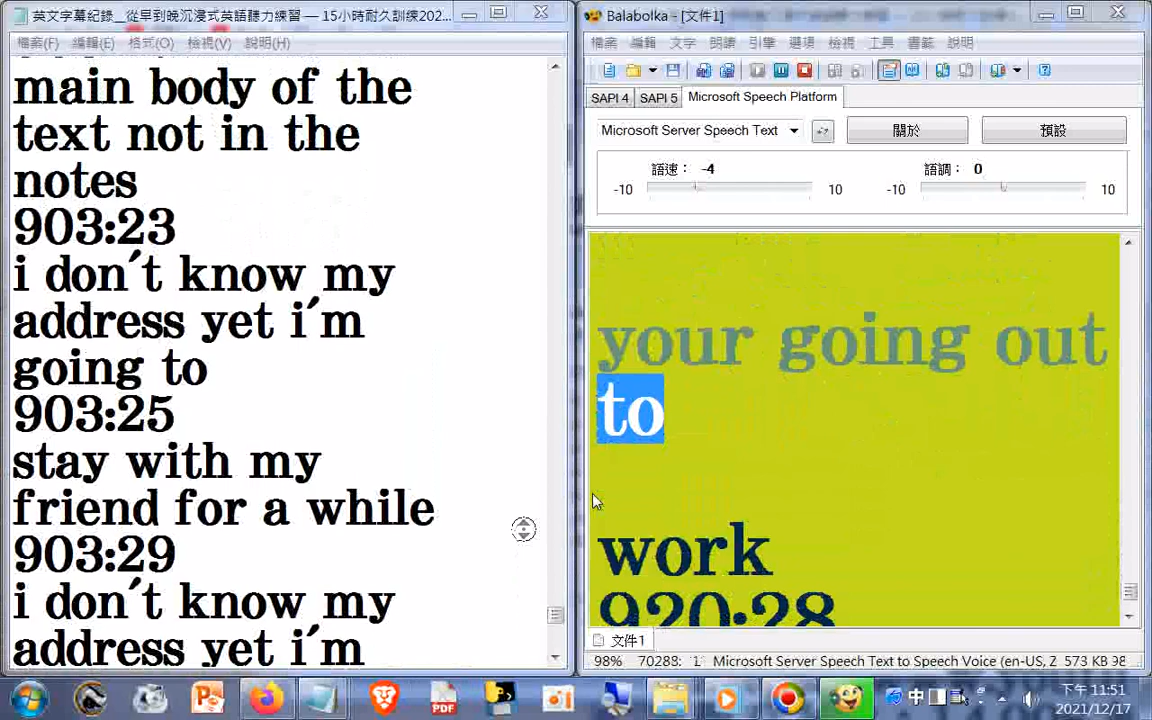 英文字幕紀錄__從早到晚沉浸式英語聽力練習 — 15小時耐久訓練202...
檔案(F) 編輯(E) 格式(O) 檢視(V) 說明(H)
main body of the
text not in the
notes
903:23
i don´t know my
address yet i´m
going to
903:25
stay with my
friend for a while
903:29
i don´t know my
address yet i´m
Balabolka - [文件1]
檔案 編輯 文字 朗讀 引擎 選項 檢視 工具 書籤 說明
SAPI 4 SAPI 5 Microsoft Speech Platform
Microsoft Server Speech Text 關於 預設
語速： -4 語調： 0
-10 10 -10 10
your going out
to
work
920:28
文件1
98% 70288: 1 Microsoft Server Speech Text to Speech Voice (en-US, 2 573 KB 98
PDF 中 下午 11:51
2021/12/17